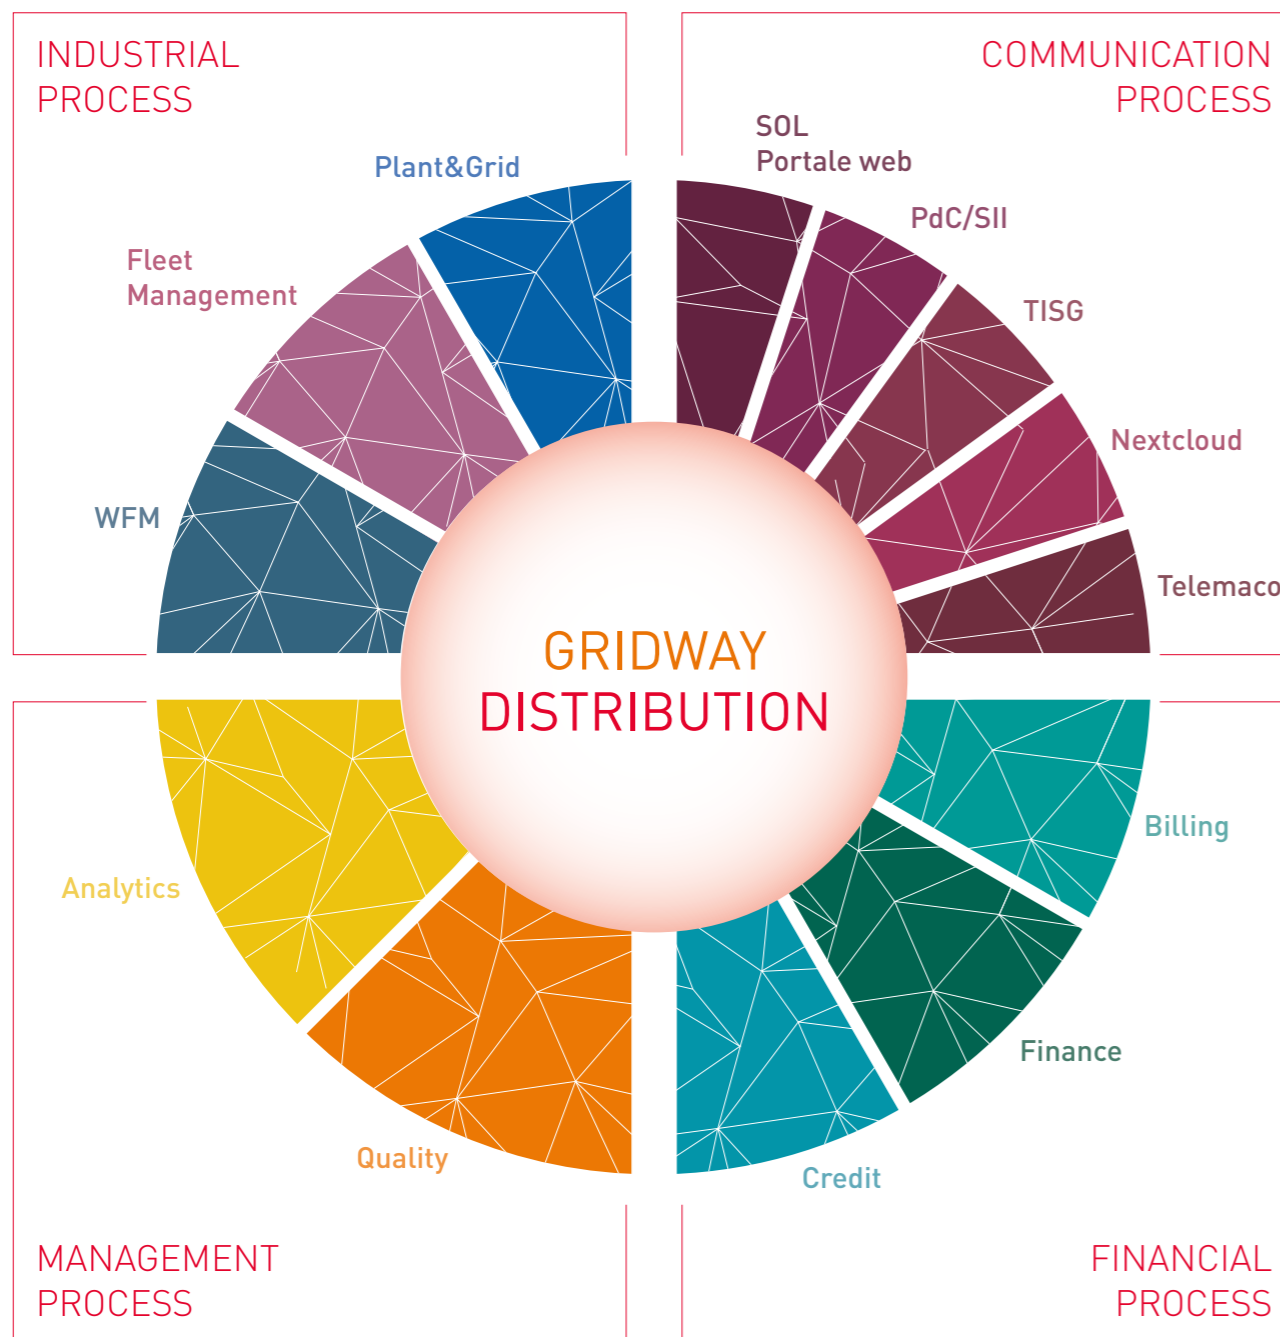 INDUSTRIAL
PROCESS
COMMUNICATION
PROCESS
SOL
Portale web
Plant&Grid
PdC/SII
Fleet
Management
TISG
Nextcloud
WFM
Telemaco
GRIDWAY
DISTRIBUTION
Billing
Analytics
Finance
Quality
Credit
MANAGEMENT
PROCESS
FINANCIAL
PROCESS